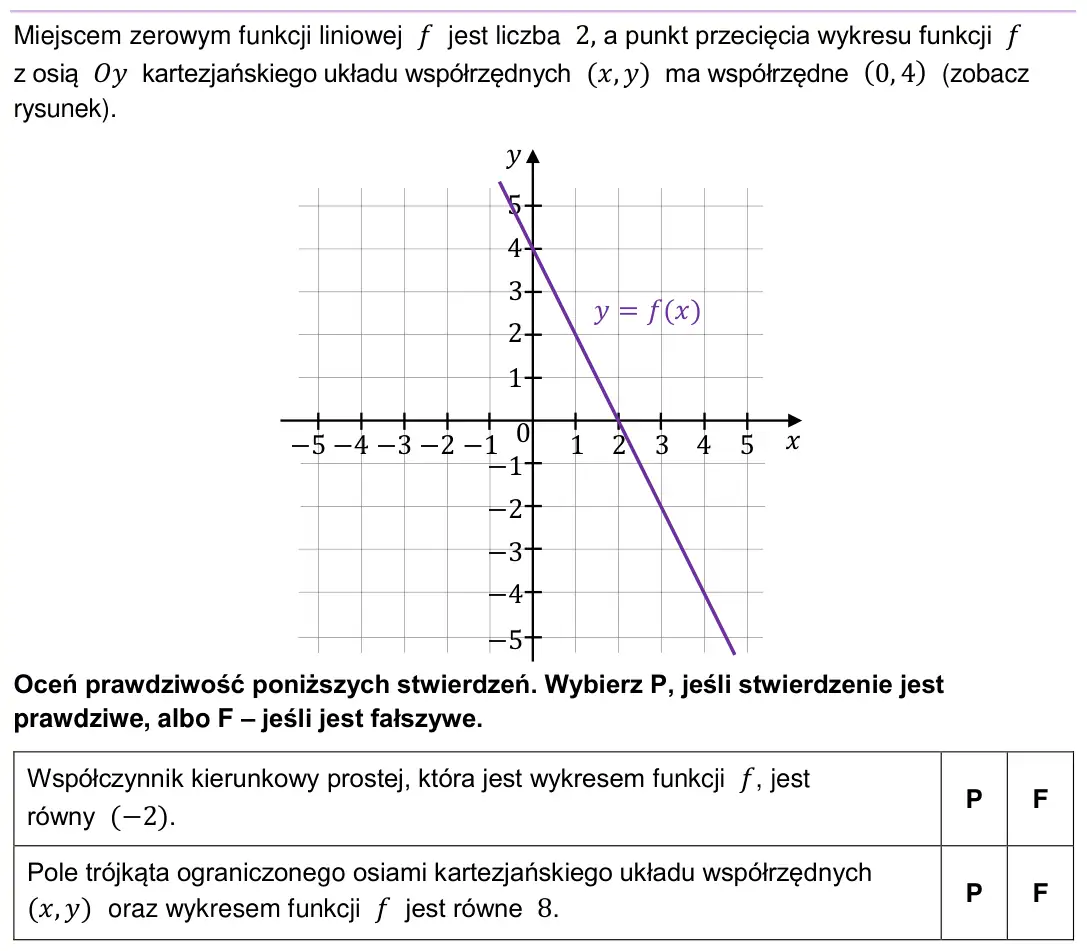 Miejscem zerowym funkcji liniowej f jest liczba 2, a punkt przecięcia wykresu funkcji f
z osią Oy kartezjańskiego układu współrzędnych (x, y) ma współrzędne (0, 4) (zobacz
rysunek).
y
5
4
3
y = f(x)
2
1
−5 −4 −3 −2 −1 0 1 2 3 4 5 x
−1
−2
−3
−4
−5
Oceń prawdziwość poniższych stwierdzeń. Wybierz P, jeśli stwierdzenie jest
prawdziwe, albo F – jeśli jest fałszywe.
Współczynnik kierunkowy prostej, która jest wykresem funkcji f, jest
równy (−2).
P F
Pole trójkąta ograniczonego osiami kartezjańskiego układu współrzędnych
(x, y) oraz wykresem funkcji f jest równe 8.
P F